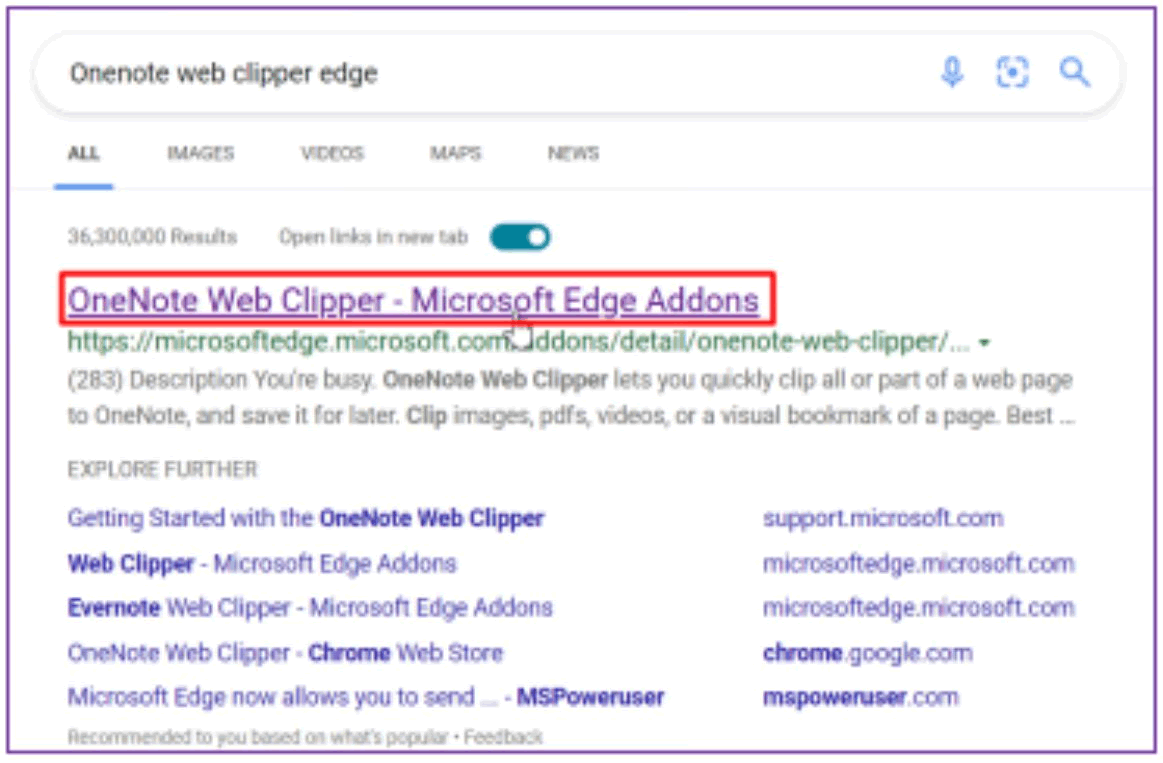 Onenote web clipper edge
ALL IMAGES VIDEOS MAPS NEWS
36,300,000 Results Open links in new tab
OneNote Web Clipper - Microsoft Edge Addons
https://microsoftedge.microsoft.com/addons/detail/onenote-web-clipper/...
(283) Description You're busy. OneNote Web Clipper lets you quickly clip all or part of a web page
to OneNote, and save it for later. Clip images, pdfs, videos, or a visual bookmark of a page. Best ...
EXPLORE FURTHER
Getting Started with the OneNote Web Clipper support.microsoft.com
Web Clipper - Microsoft Edge Addons microsoftedge.microsoft.com
Evernote Web Clipper - Microsoft Edge Addons microsoftedge.microsoft.com
OneNote Web Clipper - Chrome Web Store chrome.google.com
Microsoft Edge now allows you to send ... - MSPoweruser mspoweruser.com
Recommended to you based on what's popular • Feedback